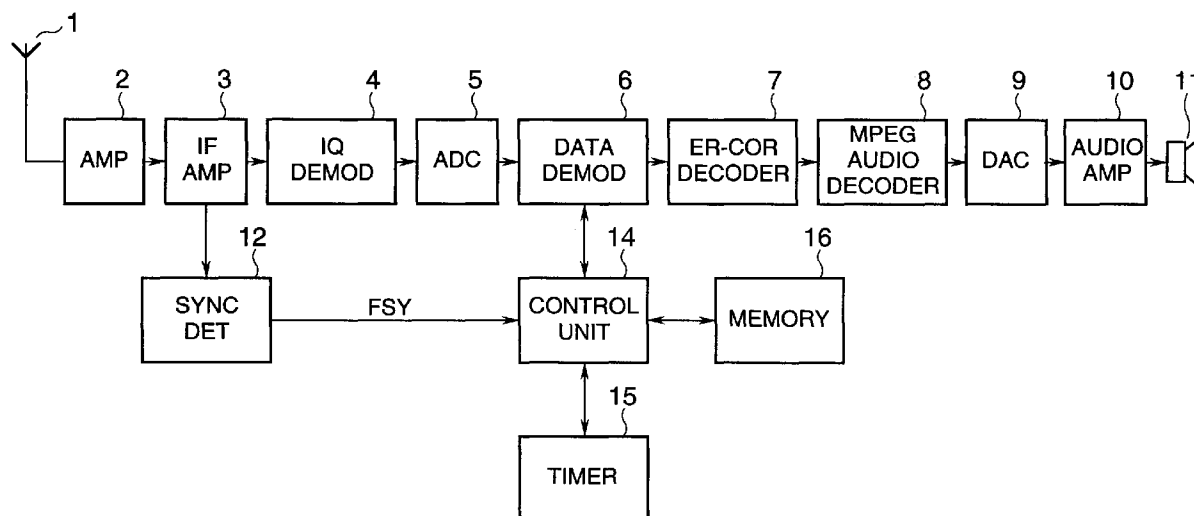 1
2
3
4
5
6
7
8
9
10
11
AMP
IF
AMP
IQ
DEMOD
ADC
DATA
DEMOD
ER-COR
DECODER
MPEG
AUDIO
DECODER
DAC
AUDIO
AMP
12
14
16
SYNC
DET
FSY
CONTROL
UNIT
MEMORY
15
TIMER